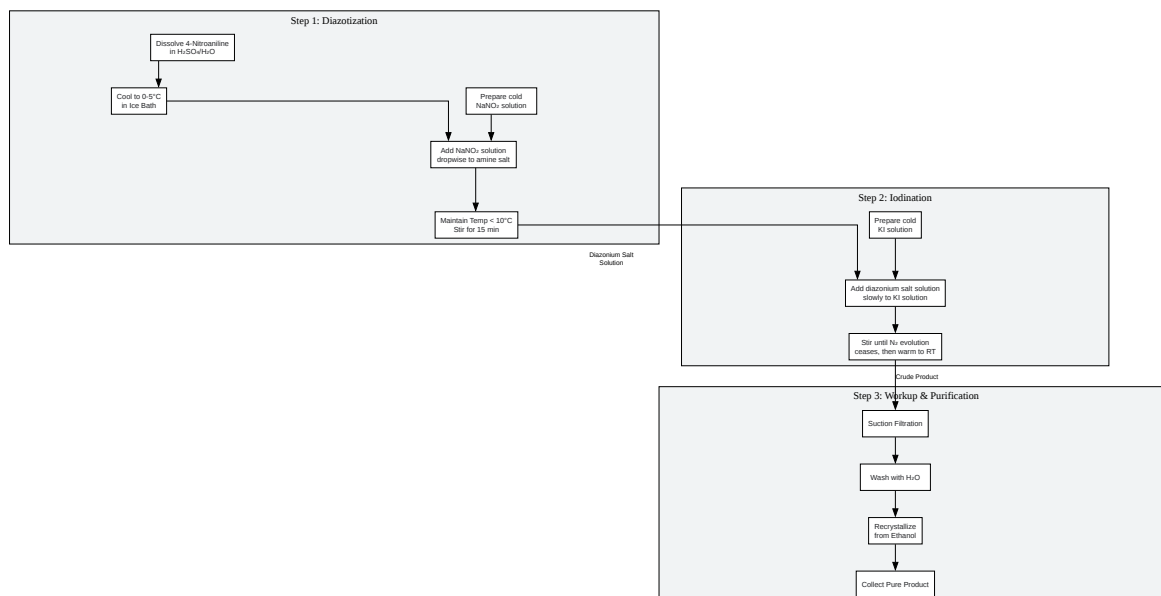 Step 1: Diazotization
Dissolve 4-Nitroaniline
in H₂SO₄/H₂O
Cool to 0-5°C
in Ice Bath
Prepare cold
NaNO₂ solution
Add NaNO₂ solution
dropwise to amine salt
Maintain Temp < 10°C
Stir for 15 min
Diazonium Salt
Solution
Step 2: Iodination
Prepare cold
KI solution
Add diazonium salt solution
slowly to KI solution
Stir until N₂ evolution
ceases, then warm to RT
Crude Product
Step 3: Workup & Purification
Suction Filtration
Wash with H₂O
Recrystallize
from Ethanol
Collect Pure Product